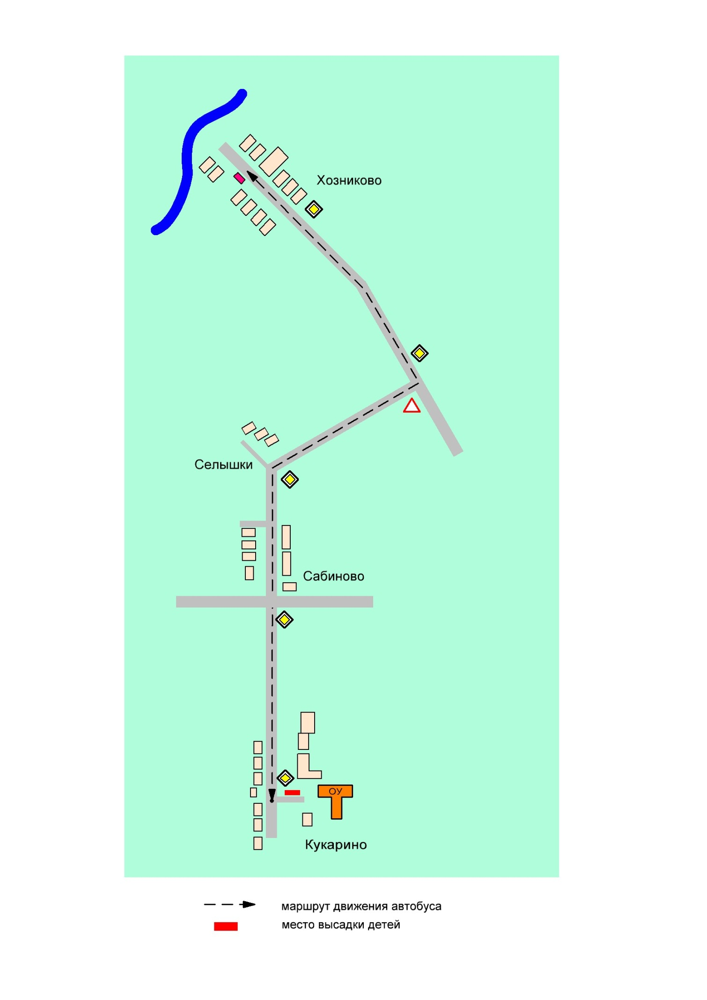 Хозниково
Селышки
Сабиново
ОУ
Кукарино
маршрут движения автобуса
место высадки детей